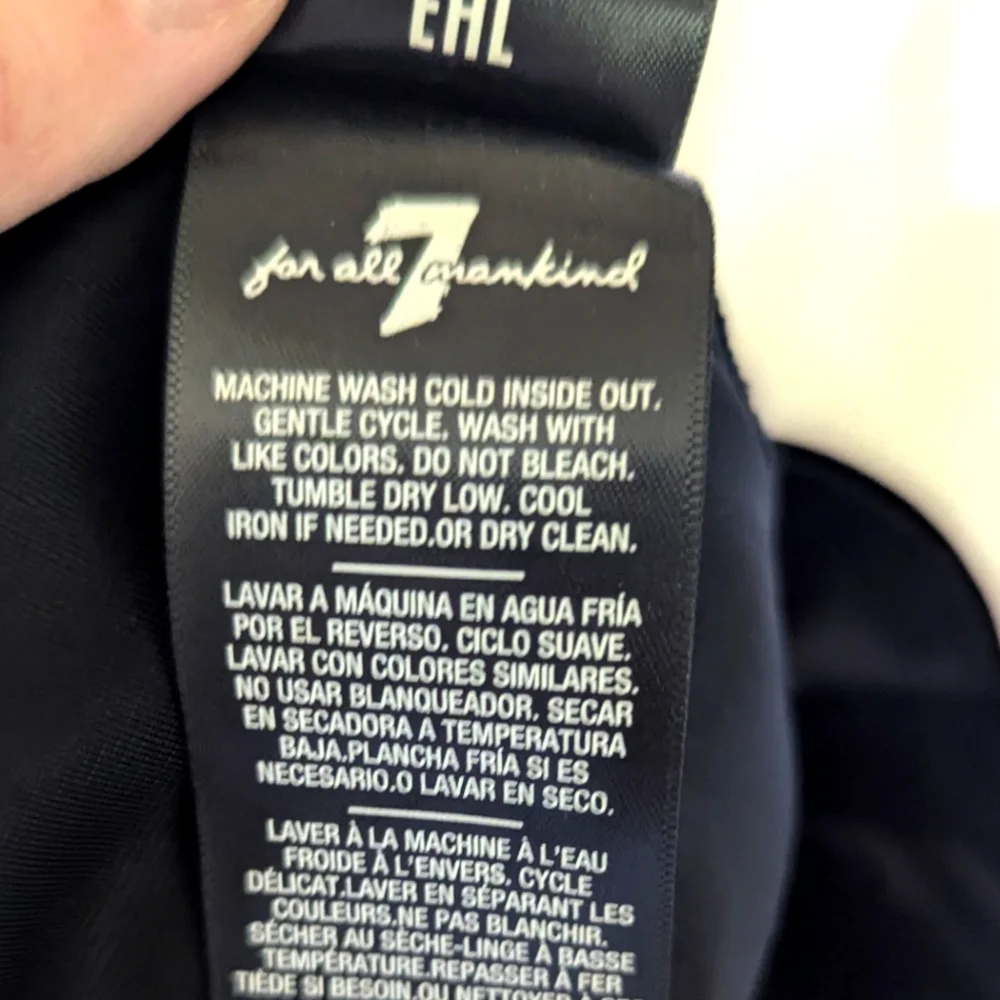 EHL
for all 7 mankind
MACHINE WASH COLD INSIDE OUT.
GENTLE CYCLE. WASH WITH
LIKE COLORS. DO NOT BLEACH.
TUMBLE DRY LOW. COOL
IRON IF NEEDED.OR DRY CLEAN.
LAVAR A MÁQUINA EN AGUA FRÍA
POR EL REVERSO. CICLO SUAVE.
LAVAR CON COLORES SIMILARES.
NO USAR BLANQUEADOR. SECAR
EN SECADORA A TEMPERATURA
BAJA.PLANCHA FRÍA SI ES
NECESARIO.O LAVAR EN SECO.
LAVER À LA MACHINE À L'EAU
FROIDE À L'ENVERS. CYCLE
DÉLICAT.LAVER EN SÉPARANT LES
COULEURS.NE PAS BLANCHIR.
SÉCHER AU SÈCHE-LINGE À BASSE
TEMPÉRATURE.REPASSER À FER
TIÈDE SI BESOIN.OU NETTOYER À